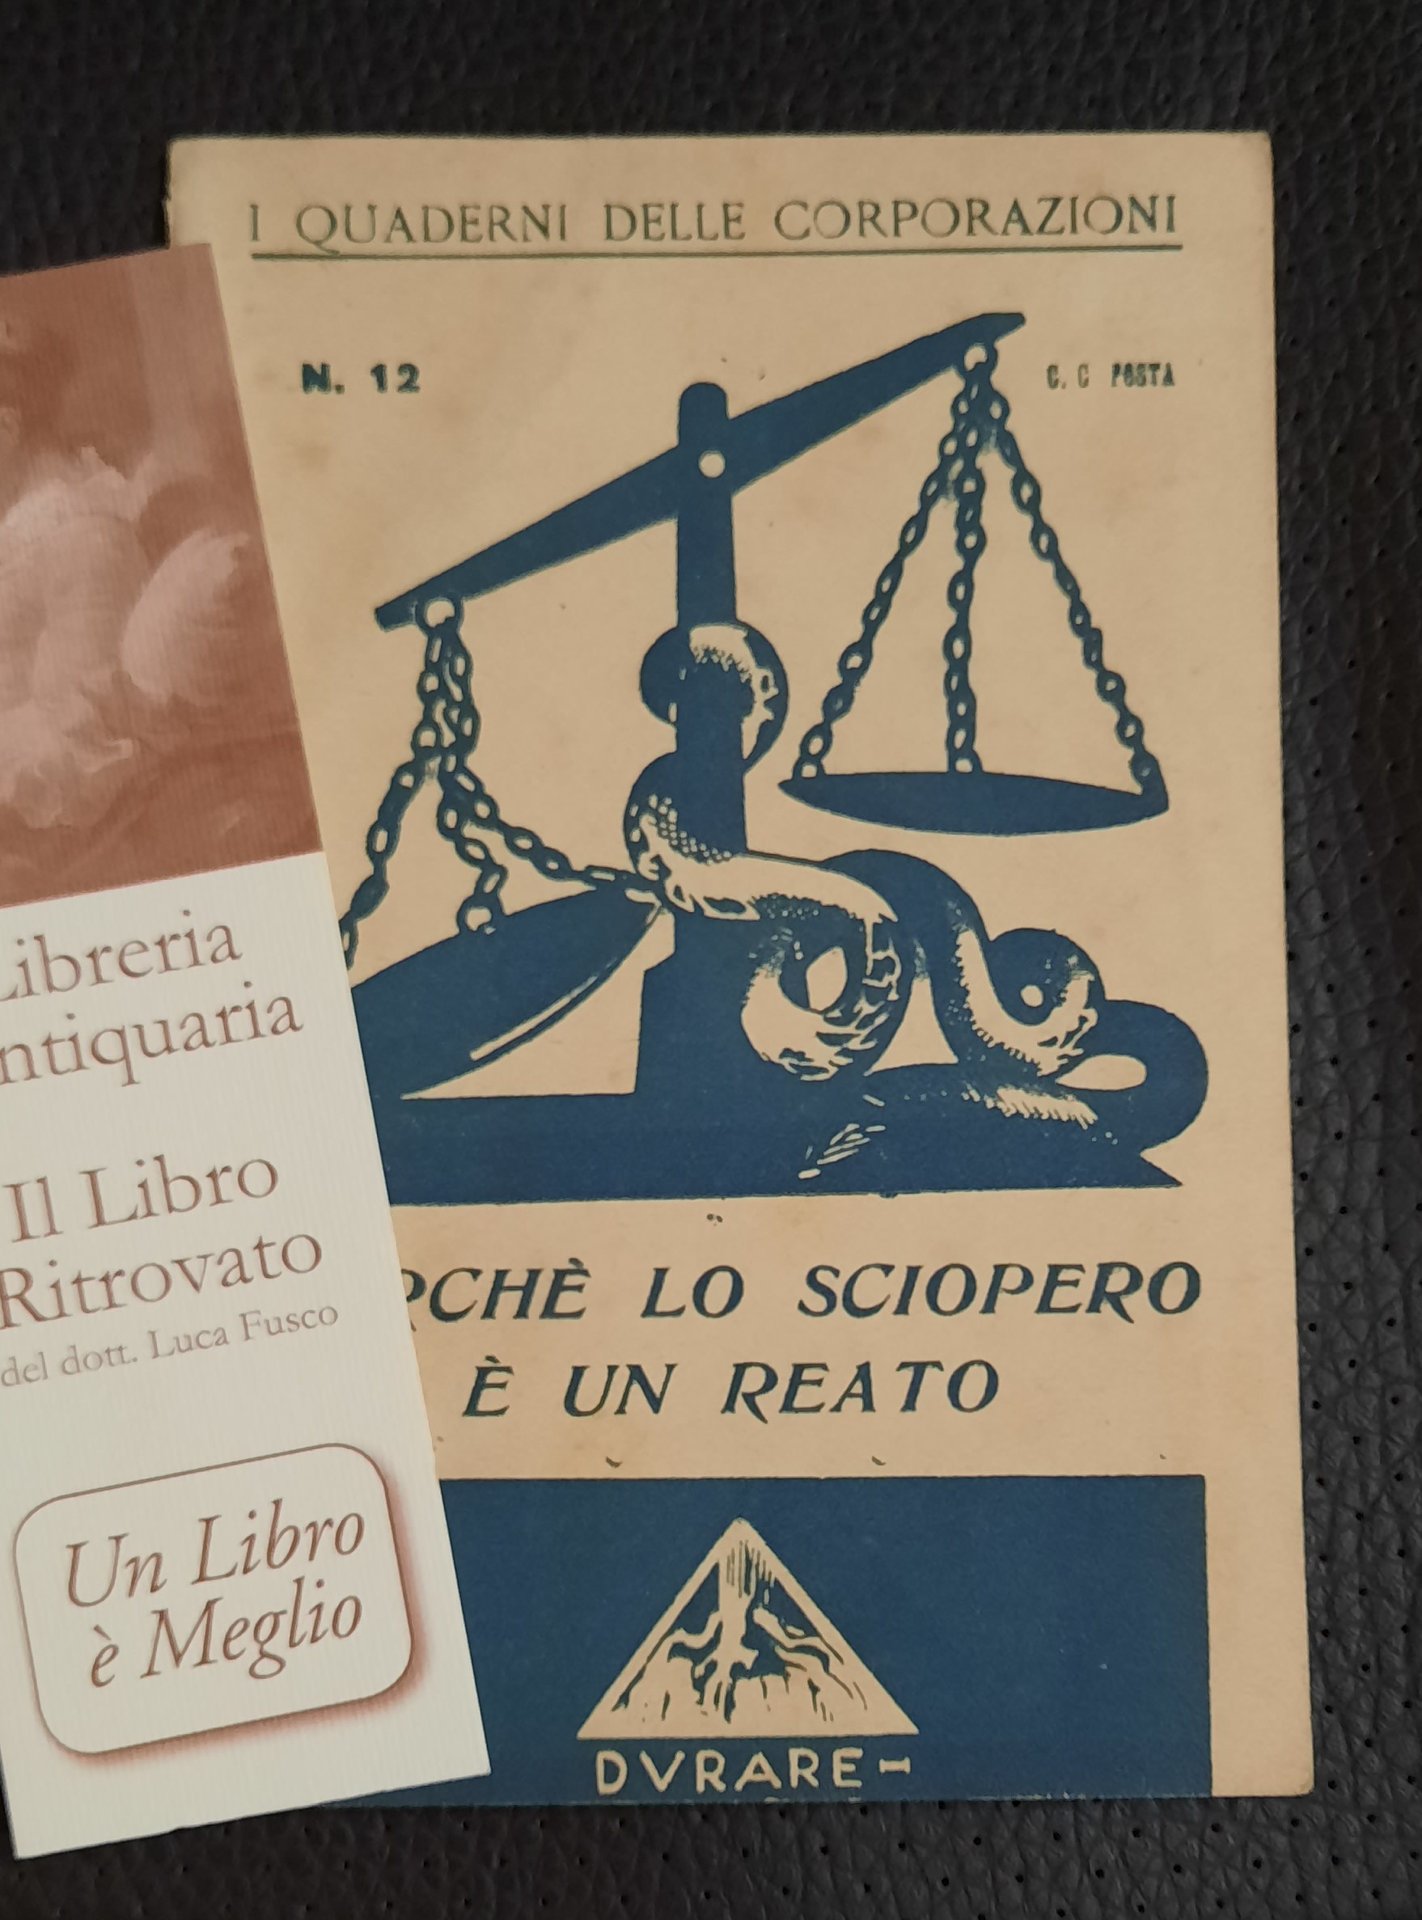 I QUADERNI DELLE CORPORAZIONI
N. 12
C. C POSTA
RCHÈ LO SCIOPERO
È UN REATO
DVRARE-
Libreria
ntiquaria
Il Libro
Ritrovato
del dott. Luca Fusco
Un Libro
è Meglio